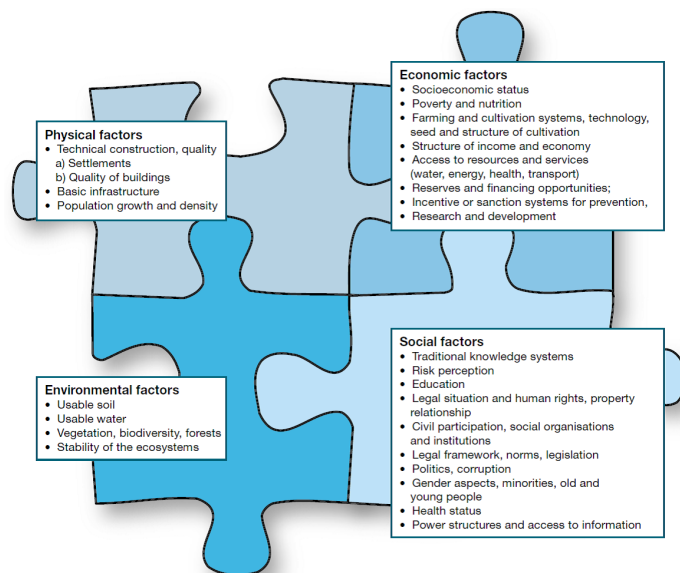 Physical factors
• Technical construction, quality
a) Settlements
b) Quality of buildings
• Basic infrastructure
• Population growth and density
Economic factors
• Socioeconomic status
• Poverty and nutrition
• Farming and cultivation systems, technology,
seed and structure of cultivation
• Structure of income and economy
• Access to resources and services
(water, energy, health, transport)
• Reserves and financing opportunities;
• Incentive or sanction systems for prevention,
• Research and development
Environmental factors
• Usable soil
• Usable water
• Vegetation, biodiversity, forests
• Stability of the ecosystems
Social factors
• Traditional knowledge systems
• Risk perception
• Education
• Legal situation and human rights, property
relationship
• Civil participation, social organisations
and institutions
• Legal framework, norms, legislation
• Politics, corruption
• Gender aspects, minorities, old and
young people
• Health status
• Power structures and access to information